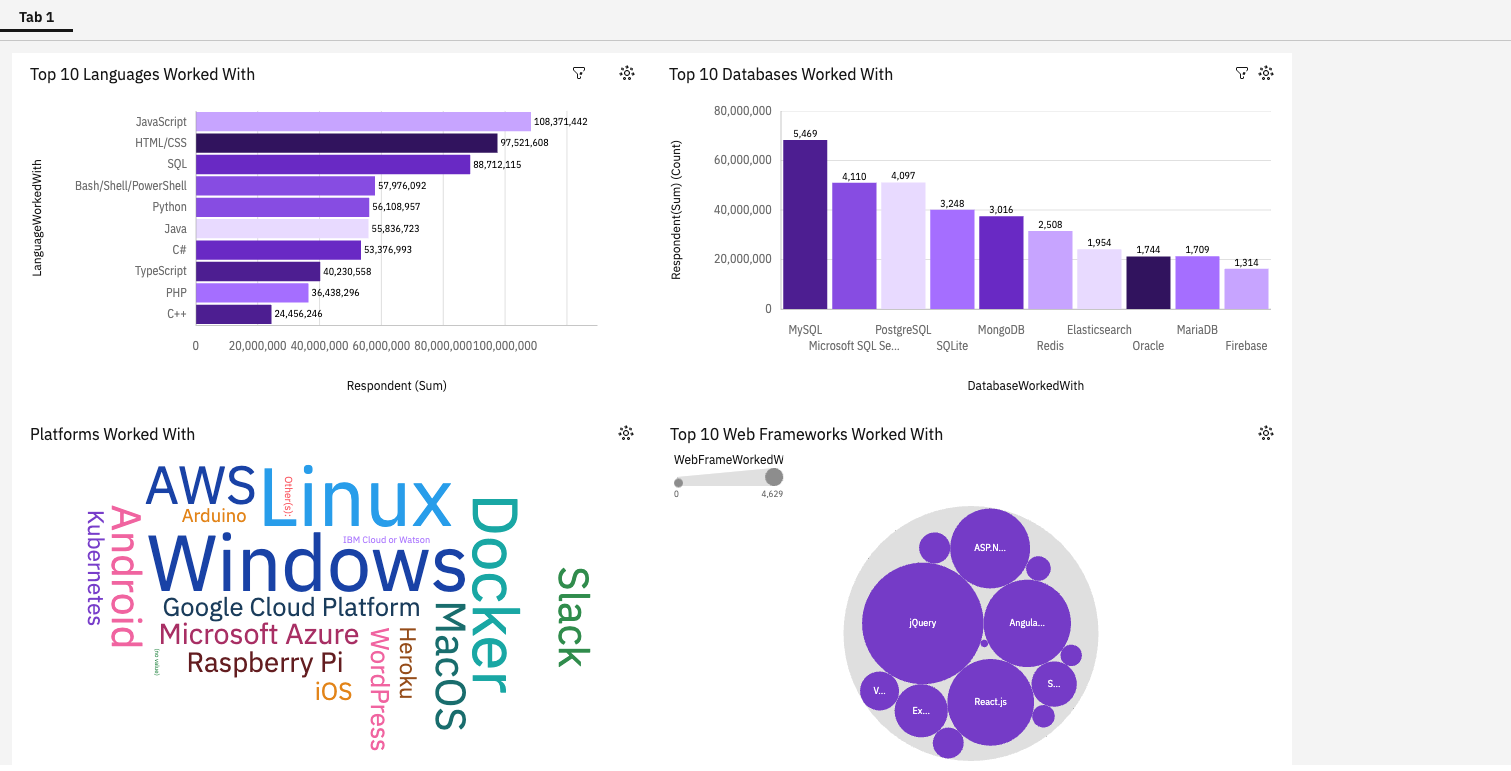 Tab 1
Top 10 Languages Worked With
LanguageWorkedWith
JavaScript 108,371,442
HTML/CSS 97,521,608
SQL 88,712,115
Bash/Shell/PowerShell 57,976,092
Python 56,108,957
Java 55,836,723
C# 53,376,993
TypeScript 40,230,558
PHP 36,438,296
C++ 24,456,246
0 20,000,000 40,000,000 60,000,000 80,000,000 100,000,000
Respondent (Sum)
Top 10 Databases Worked With
Respondent(Sum) (Count)
80,000,000
60,000,000
40,000,000
20,000,000
0
5,469
4,110
4,097
3,248
3,016
2,508
1,954
1,744
1,709
1,314
MySQL PostgreSQL MongoDB Elasticsearch MariaDB
Microsoft SQL Se... SQLite Redis Oracle Firebase
DatabaseWorkedWith
Platforms Worked With
AWS
Linux
Other(s):
Arduino
Kubernetes
Android
IBM Cloud or Watson
Windows
Docker
Slack
Google Cloud Platform
Microsoft Azure
(no value)
Raspberry Pi
iOS
WordPress
Heroku
MacOS
Top 10 Web Frameworks Worked With
WebFrameWorkedW
0 4,629
ASP.N...
jQuery
Angula...
V...
Ex...
React.js
S...